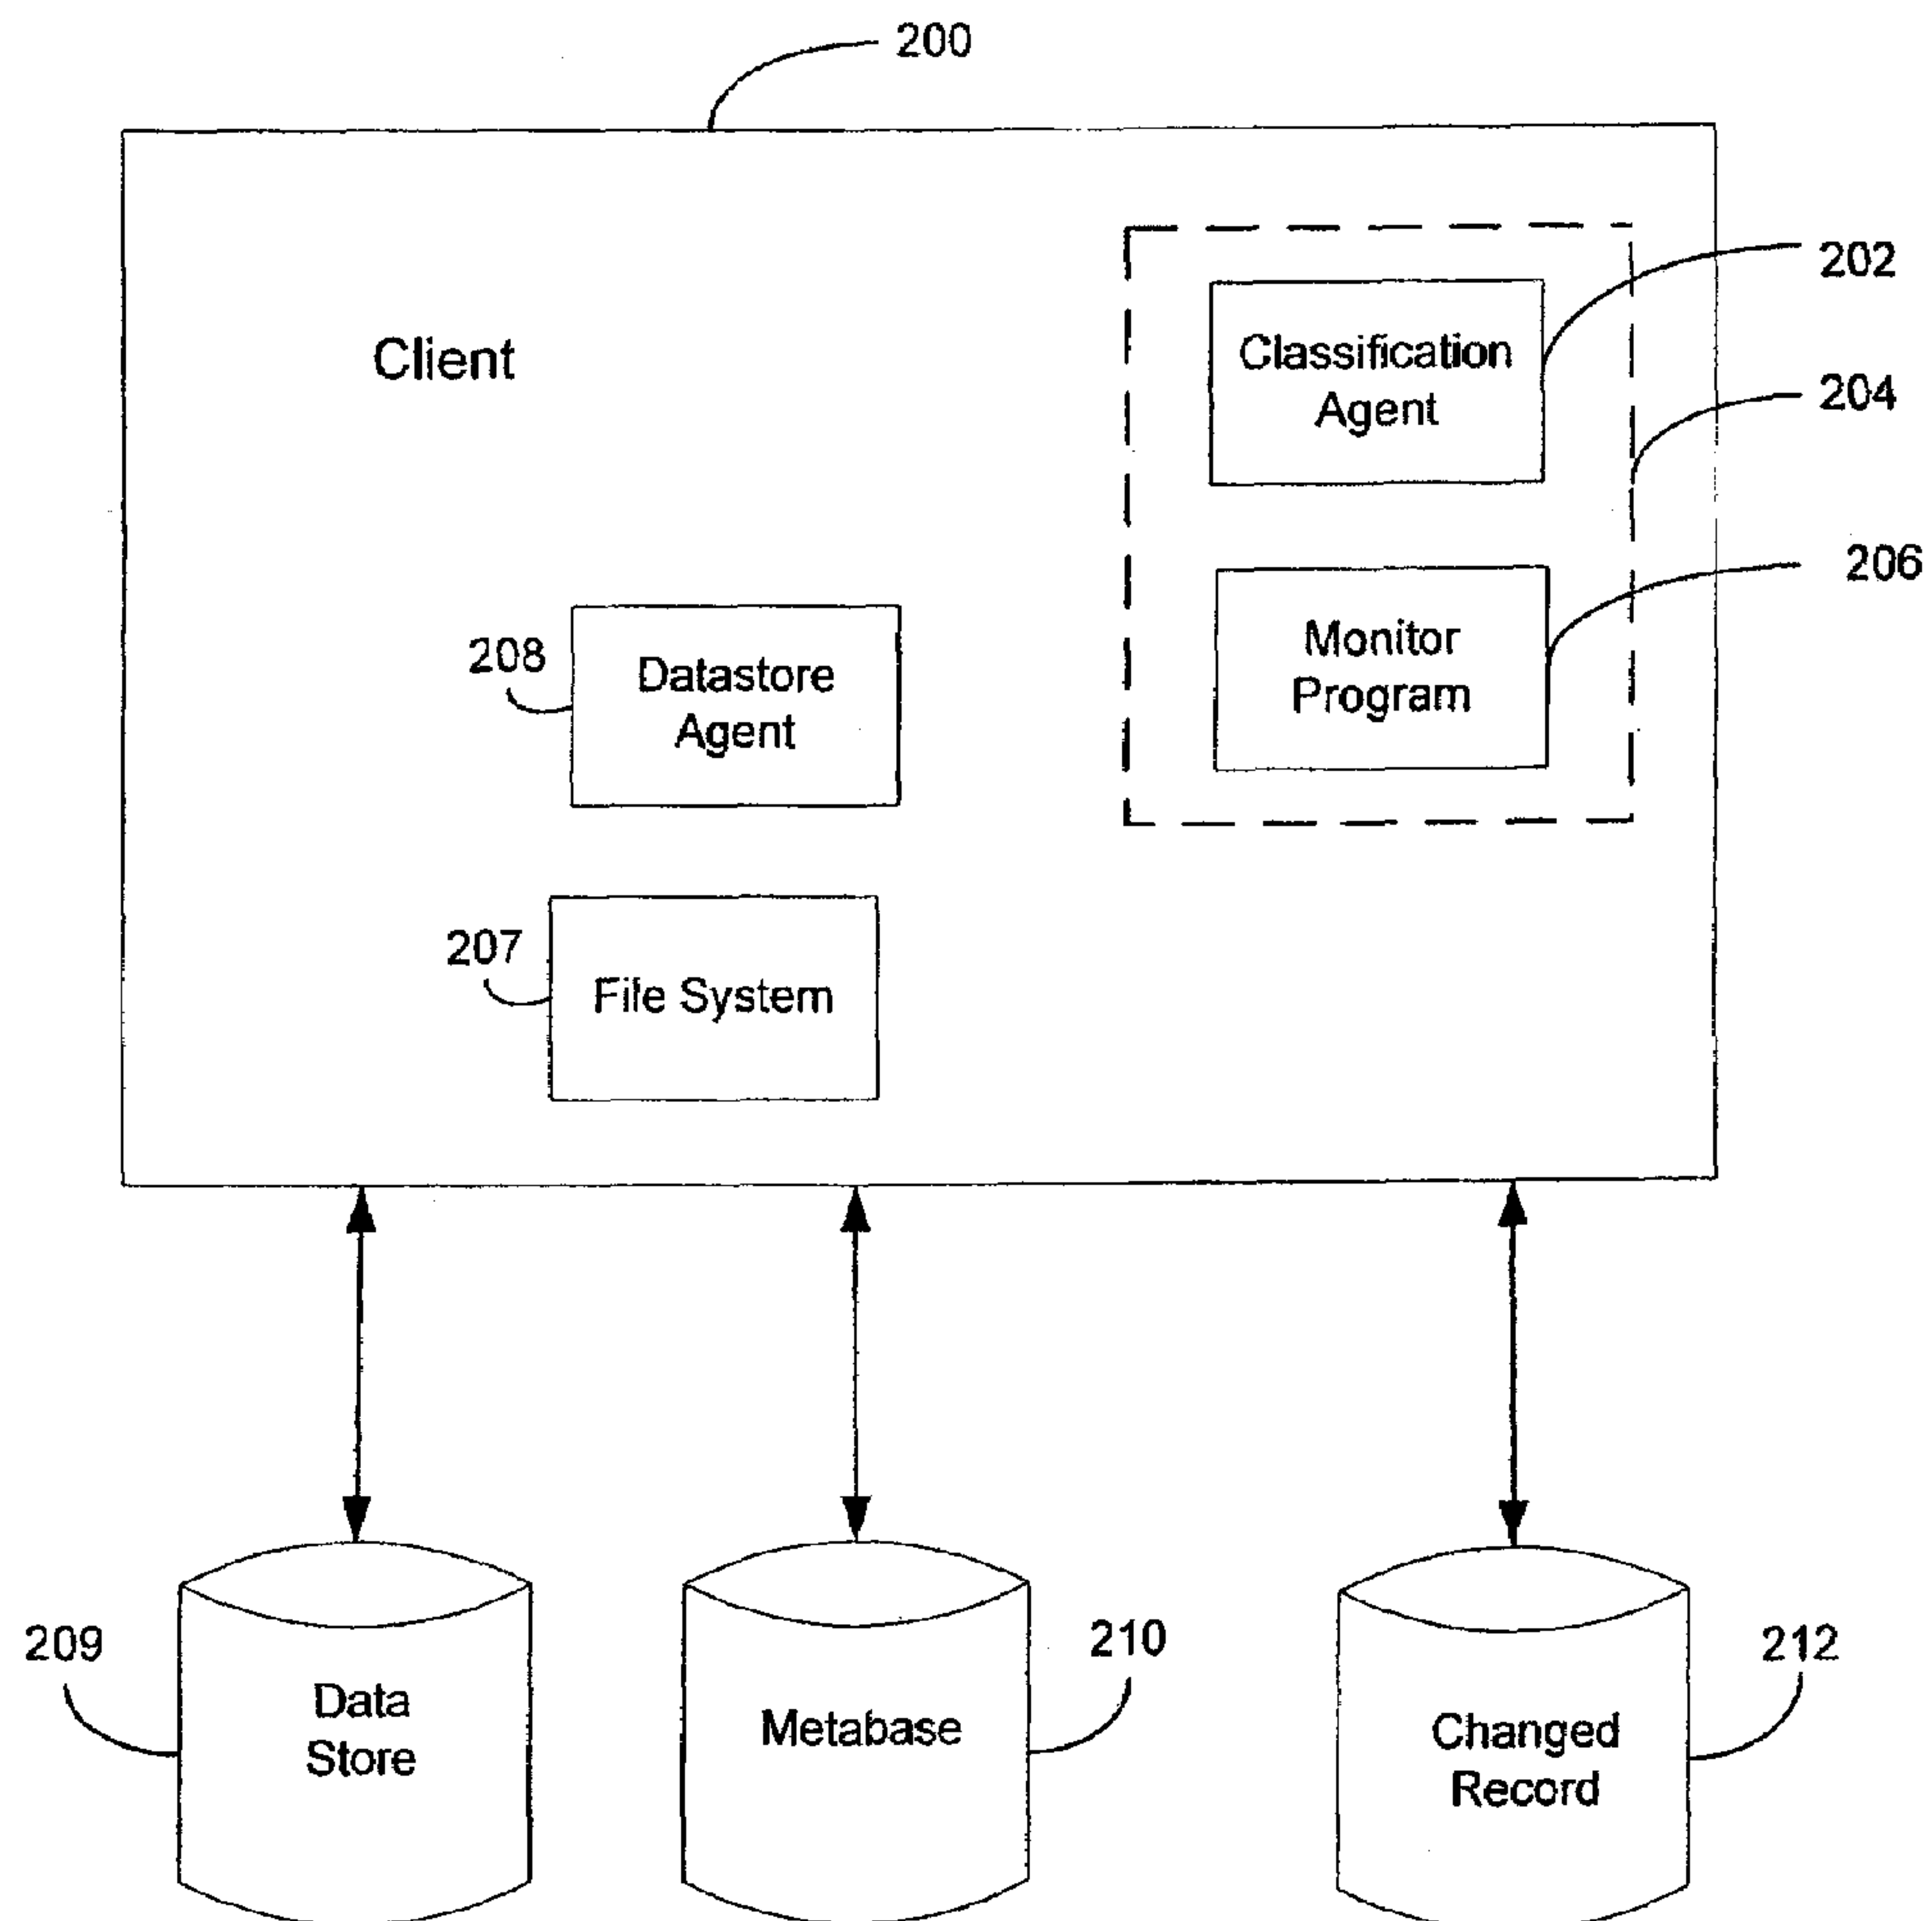 200
202
Client
Classification
Agent
204
206
Monitor
Program
208
Datastore
Agent
207
File System
209
Data
Store
210
Metabase
212
Changed
Record